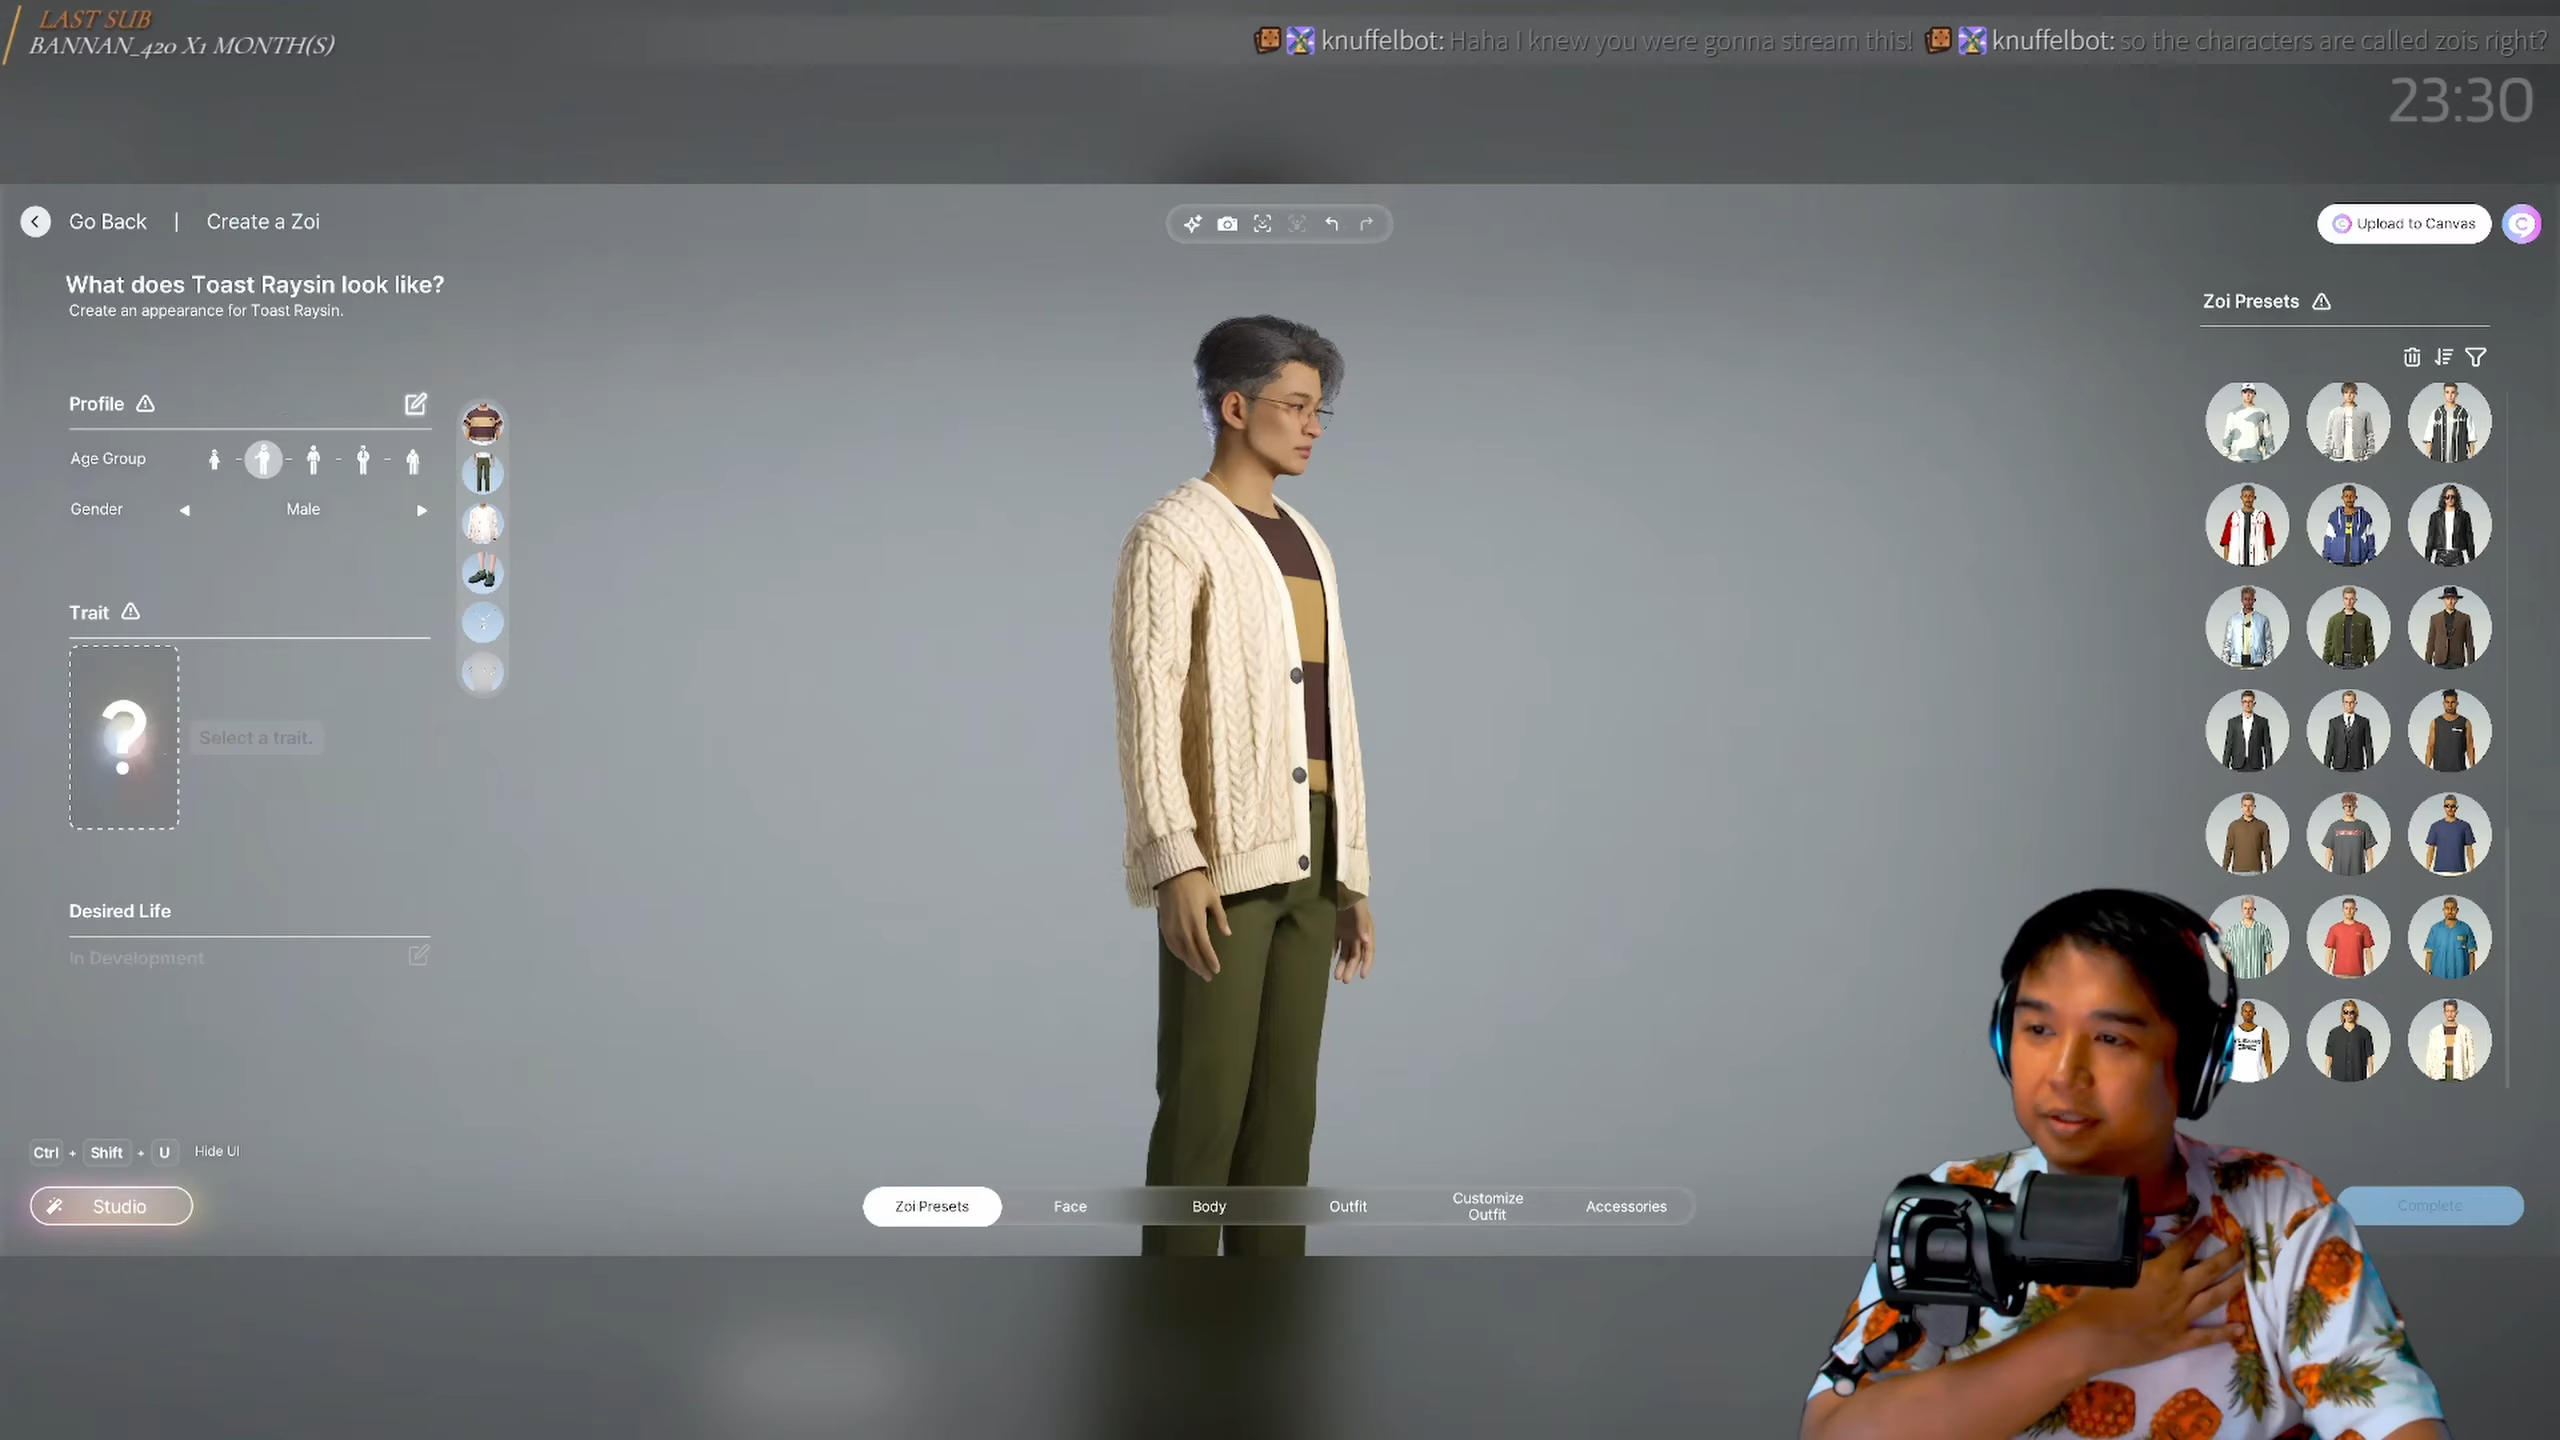 LAST SUB
BANNAN_420 X1 MONTH(S)
knuffelbot: Haha I knew you were gonna stream this! knuffelbot: so the characters are called zois right?
23:30
Go Back | Create a Zoi
Upload to Canvas
What does Toast Raysin look like?
Create an appearance for Toast Raysin.
Zoi Presets
Profile
Age Group
Gender
Male
Trait
?
Select a trait.
Desired Life
In Development
Ctrl + Shift + U Hide UI
Studio
Zoi Presets
Face
Body
Outfit
Customize
Outfit
Accessories
Complete